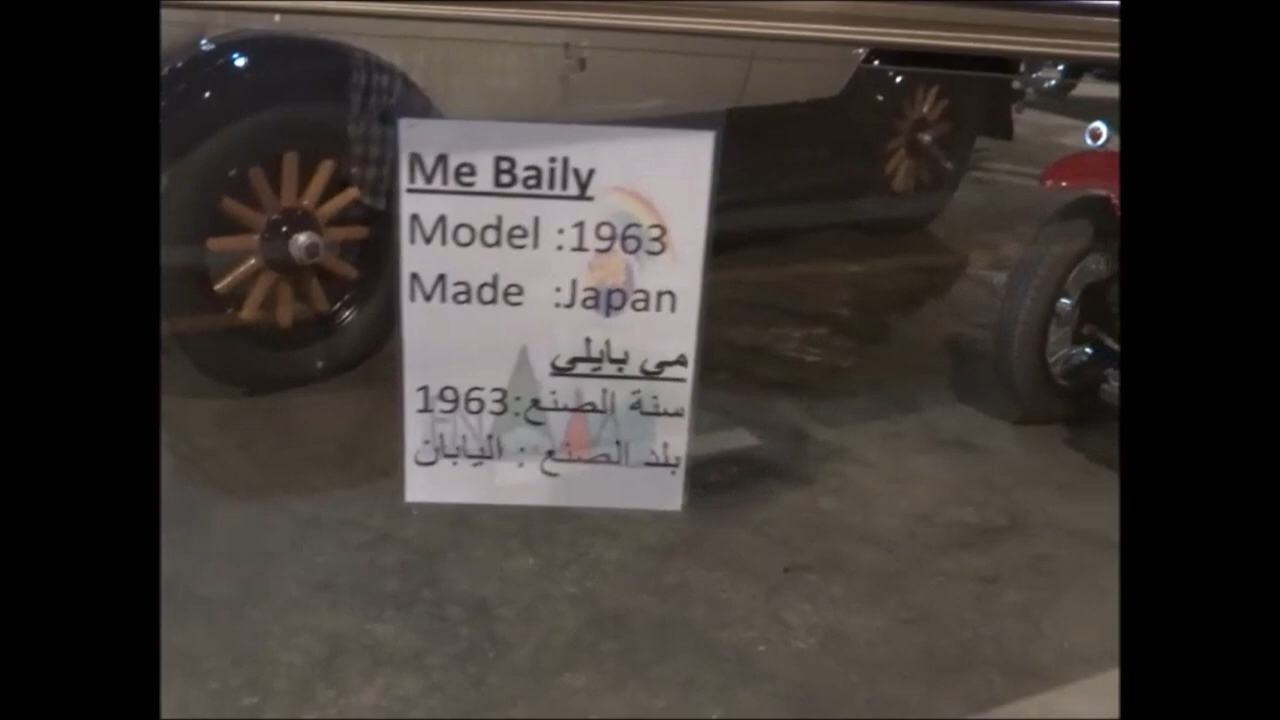 Me Baily
Model :1963
Made :Japan
مي بايلي
سنة الصنع:1963
بلد الصنع : اليابان